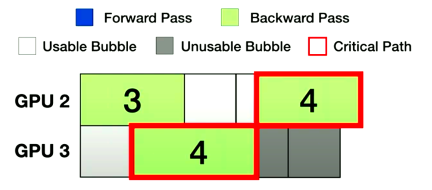 Forward Pass Backward Pass
Usable Bubble Unusable Bubble Critical Path
GPU 2 3 4
GPU 3 4